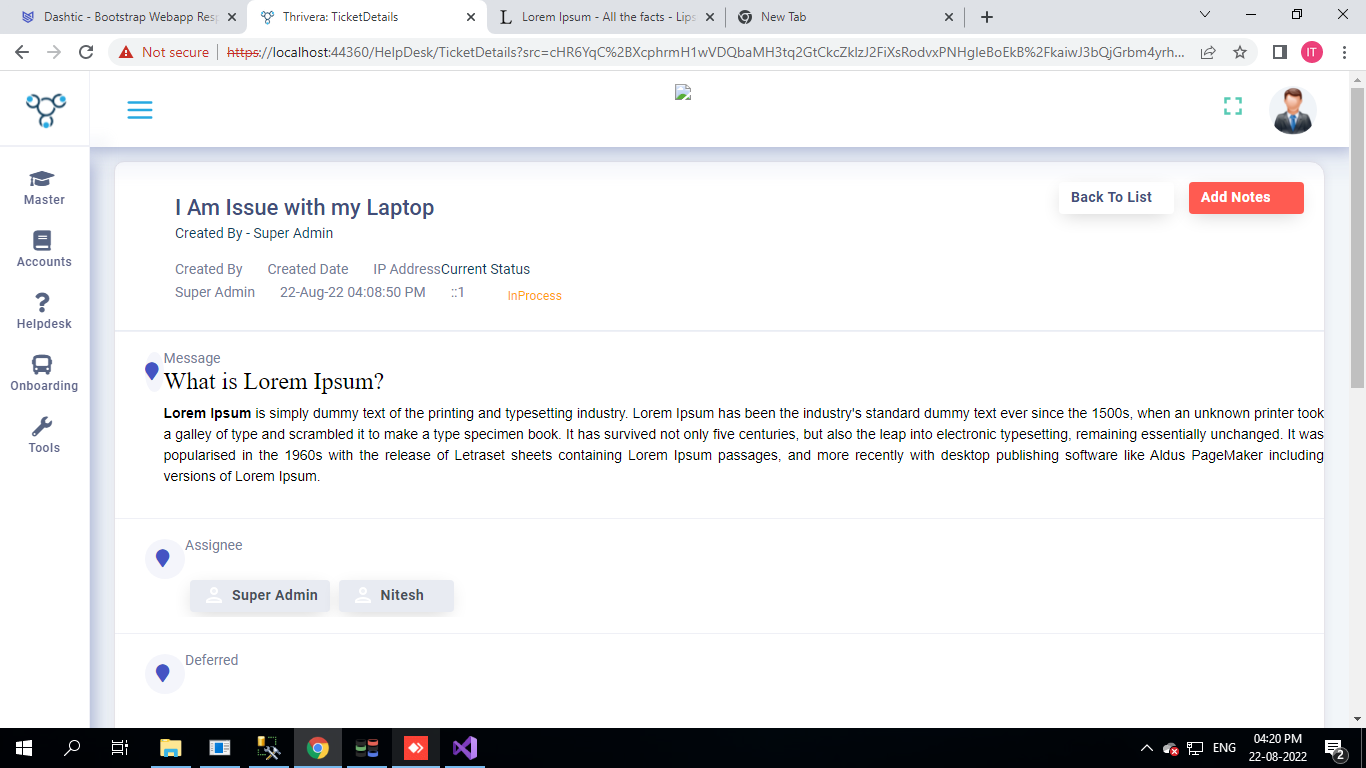 Dashtic - Bootstrap Webapp Resp
Thrivera: TicketDetails
Lorem Ipsum - All the facts - Lips
New Tab
Not secure
https://localhost:44360/HelpDesk/TicketDetails?src=cHR6YqC%2BXcphrmH1wVDQbaMH3tq2GtCkcZklzJ2FiXsRodvxPNHgIeBoEkB%2FkaiwJ3bQjGrbm4yrh...
IT
Master
Accounts
Helpdesk
Onboarding
Tools
I Am Issue with my Laptop
Back To List
Add Notes
Created By - Super Admin
Created By Created Date IP AddressCurrent Status
Super Admin 22-Aug-22 04:08:50 PM ::1 InProcess
Message
What is Lorem Ipsum?
Lorem Ipsum is simply dummy text of the printing and typesetting industry. Lorem Ipsum has been the industry's standard dummy text ever since the 1500s, when an unknown printer took
a galley of type and scrambled it to make a type specimen book. It has survived not only five centuries, but also the leap into electronic typesetting, remaining essentially unchanged. It was
popularised in the 1960s with the release of Letraset sheets containing Lorem Ipsum passages, and more recently with desktop publishing software like Aldus PageMaker including
versions of Lorem Ipsum.
Assignee
Super Admin
Nitesh
Deferred
ENG
04:20 PM
22-08-2022
2